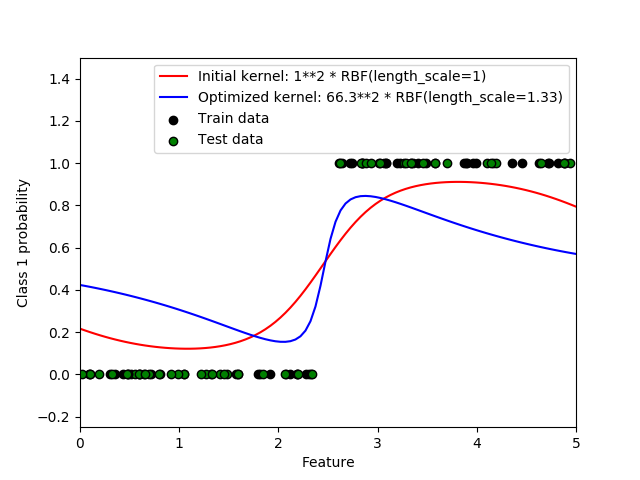 Initial kernel: 1**2 * RBF(length_scale=1)
Optimized kernel: 66.3**2 * RBF(length_scale=1.33)
Train data
Test data
1.4
1.2
1.0
0.8
0.6
0.4
0.2
0.0
−0.2
Class 1 probability
0 1 2 3 4 5
Feature